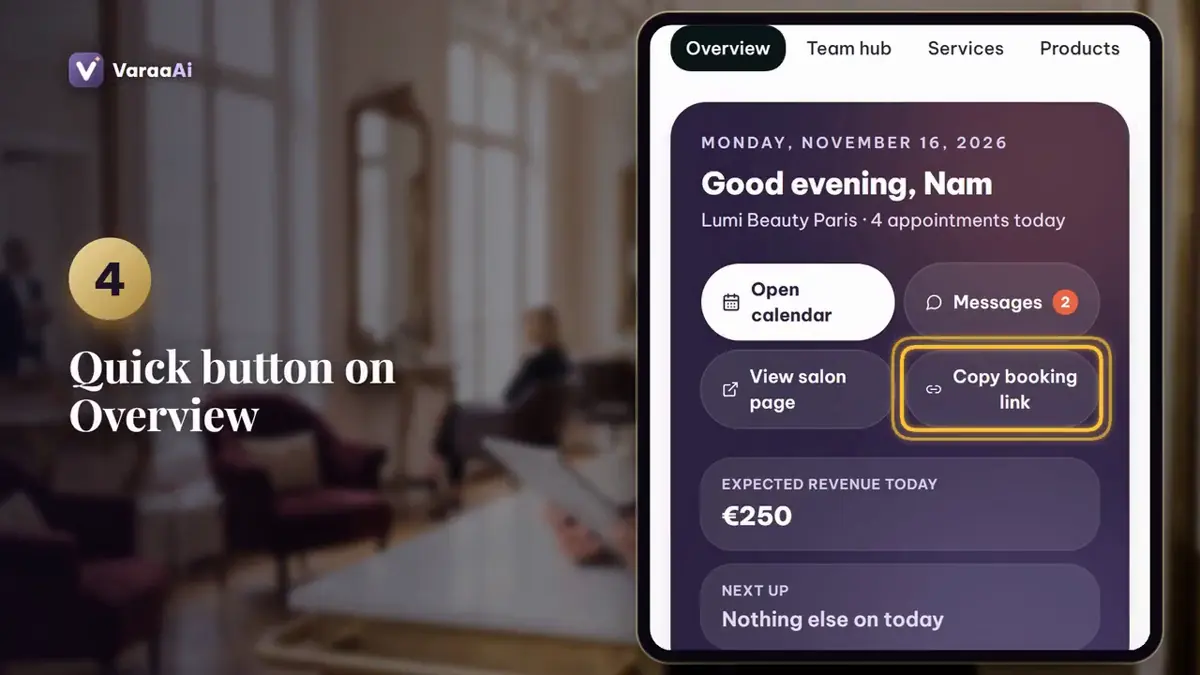 VaraaAi
4
Quick button on
Overview
Overview
Team hub
Services
Products
MONDAY, NOVEMBER 16, 2026
Good evening, Nam
Lumi Beauty Paris · 4 appointments today
Open
calendar
Messages 2
View salon
page
Copy booking
link
EXPECTED REVENUE TODAY
€250
NEXT UP
Nothing else on today